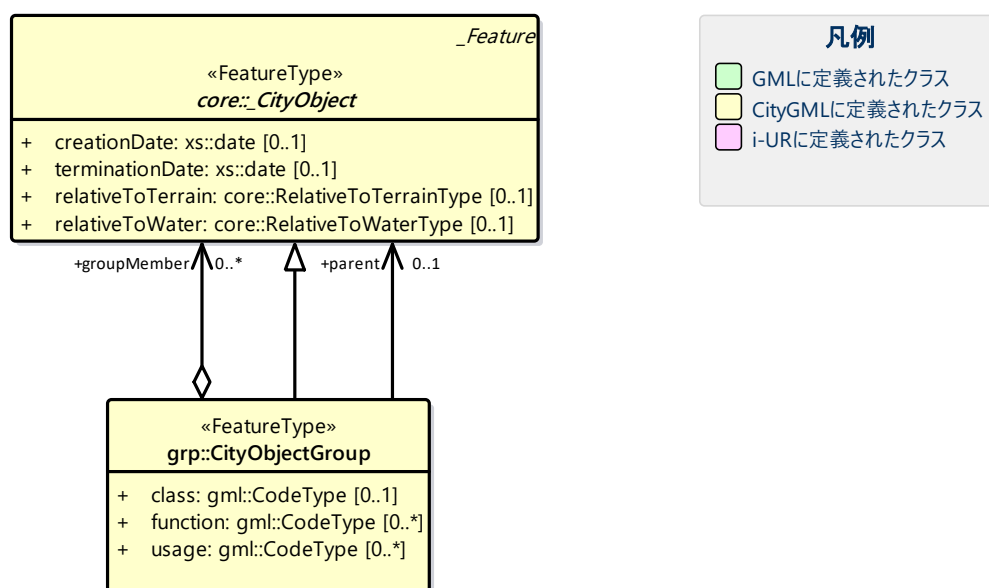 _Feature
«FeatureType»
core::_CityObject
+ creationDate: xs::date [0..1]
+ terminationDate: xs::date [0..1]
+ relativeToTerrain: core::RelativeToTerrainType [0..1]
+ relativeToWater: core::RelativeToWaterType [0..1]
+groupMember 0..* +parent 0..1
«FeatureType»
grp::CityObjectGroup
+ class: gml::CodeType [0..1]
+ function: gml::CodeType [0..*]
+ usage: gml::CodeType [0..*]
凡例
GMLに定義されたクラス
CityGMLに定義されたクラス
i-URに定義されたクラス